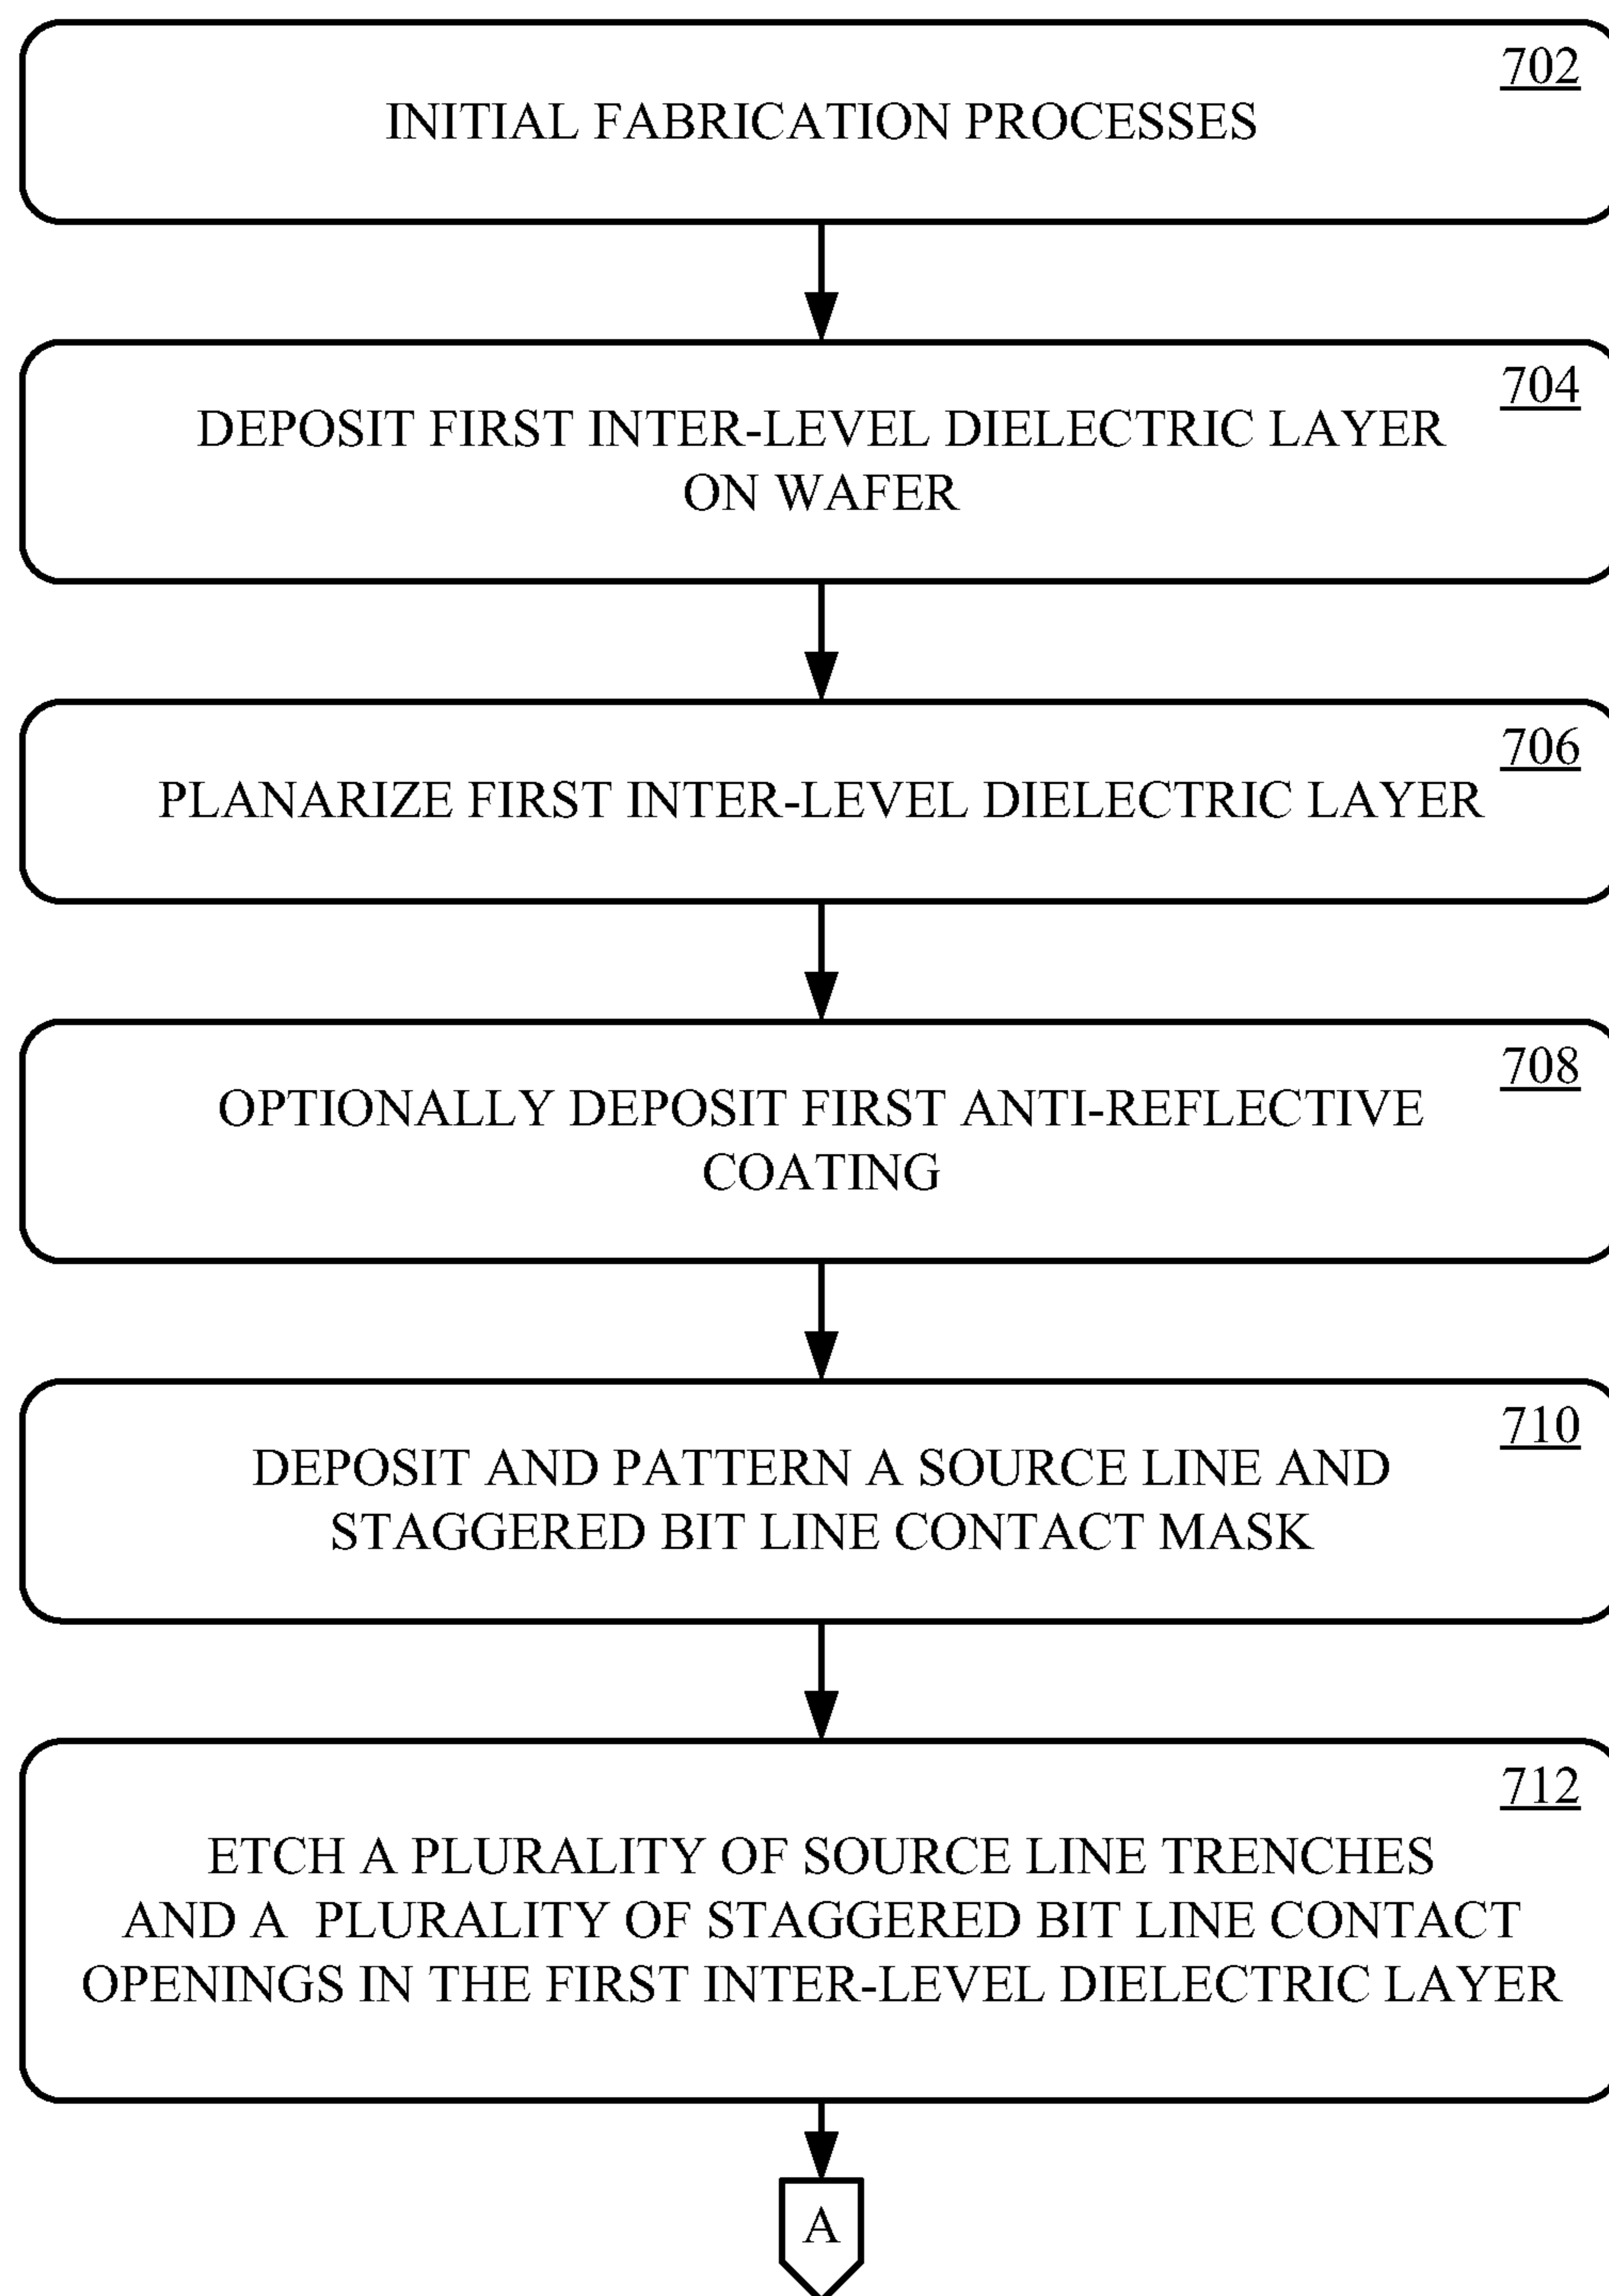 702
INITIAL FABRICATION PROCESSES
704
DEPOSIT FIRST INTER-LEVEL DIELECTRIC LAYER
ON WAFER
706
PLANARIZE FIRST INTER-LEVEL DIELECTRIC LAYER
708
OPTIONALLY DEPOSIT FIRST ANTI-REFLECTIVE
COATING
710
DEPOSIT AND PATTERN A SOURCE LINE AND
STAGGERED BIT LINE CONTACT MASK
712
ETCH A PLURALITY OF SOURCE LINE TRENCHES
AND A PLURALITY OF STAGGERED BIT LINE CONTACT
OPENINGS IN THE FIRST INTER-LEVEL DIELECTRIC LAYER
A